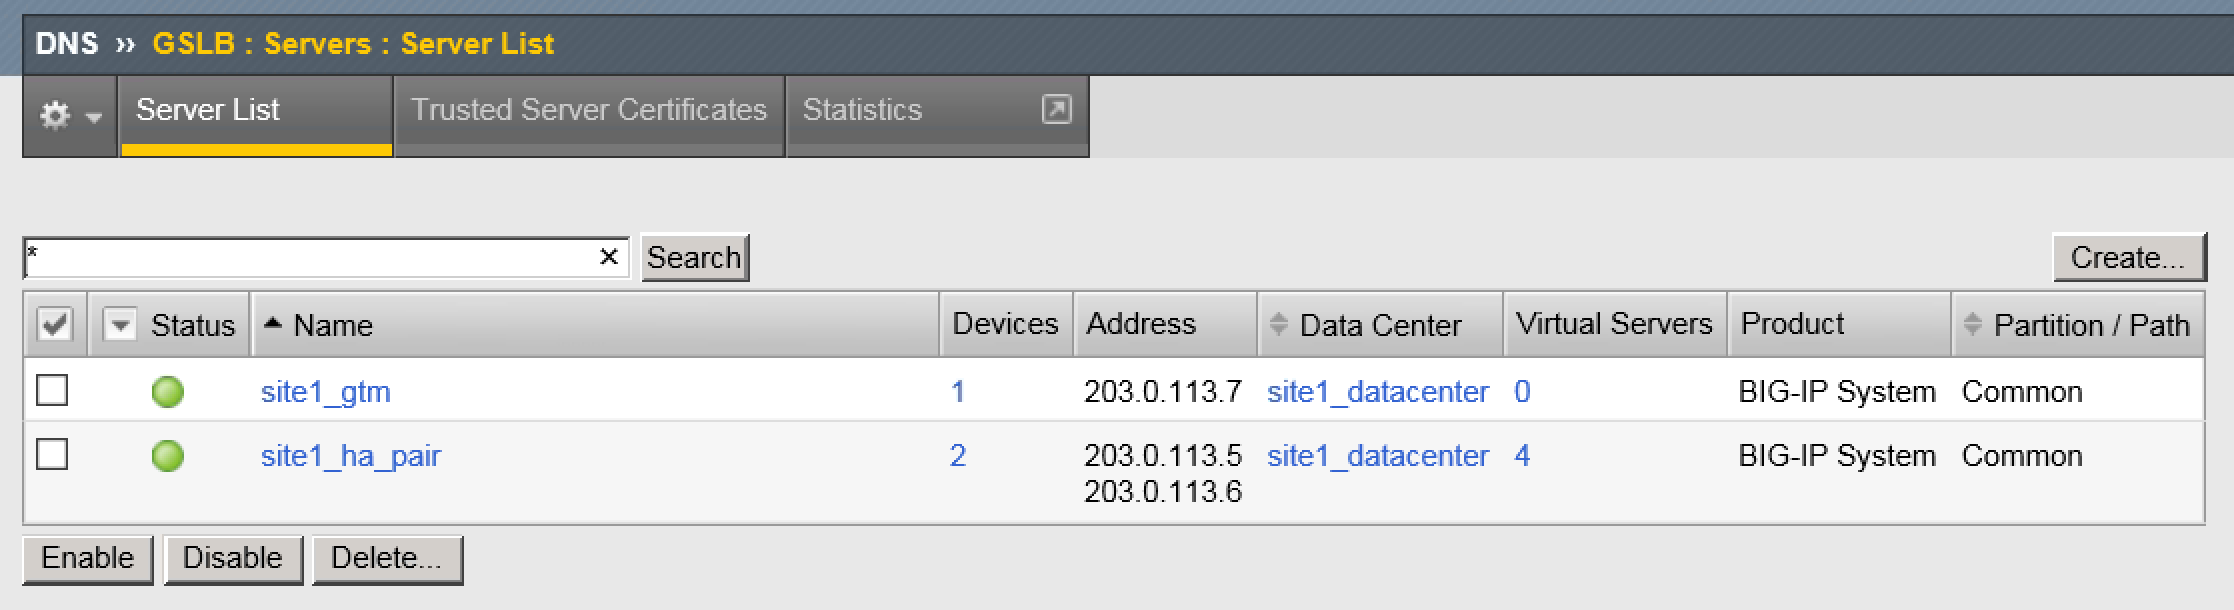 DNS ›› GSLB : Servers : Server List
Server List Trusted Server Certificates Statistics
* × Search Create...
Status Name Devices Address Data Center Virtual Servers Product Partition / Path
site1_gtm 1 203.0.113.7 site1_datacenter 0 BIG-IP System Common
site1_ha_pair 2 203.0.113.5 site1_datacenter 4 BIG-IP System Common
203.0.113.6
Enable Disable Delete...